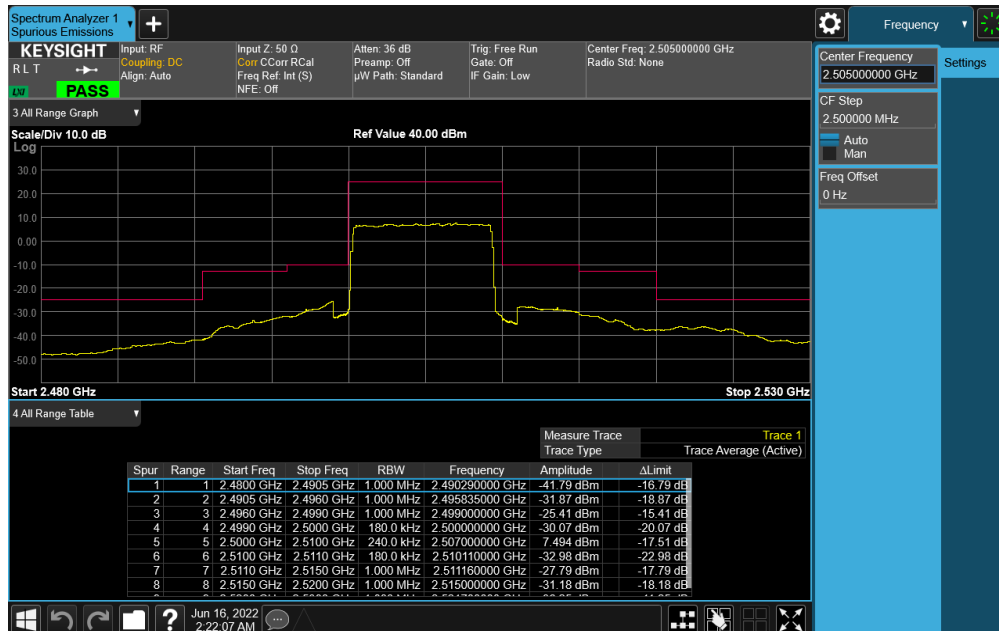 Spectrum Analyzer 1
Spurious Emissions
Frequency
KEYSIGHT
RLT
LXI
PASS
Input: RF
Coupling: DC
Align: Auto
Input Z: 50 Ω
Corr CCorr RCal
Freq Ref: Int (S)
NFE: Off
Atten: 36 dB
Preamp: Off
µW Path: Standard
Trig: Free Run
Gate: Off
IF Gain: Low
Center Freq: 2.505000000 GHz
Radio Std: None
Center Frequency
2.505000000 GHz
Settings
CF Step
2.500000 MHz
Auto
Man
Freq Offset
0 Hz
3 All Range Graph
Scale/Div 10.0 dB
Ref Value 40.00 dBm
Log
30.0
20.0
10.0
0.00
-10.0
-20.0
-30.0
-40.0
-50.0
Start 2.480 GHz
Stop 2.530 GHz
4 All Range Table
Measure Trace Trace 1
Trace Type Trace Average (Active)
Spur Range Start Freq Stop Freq RBW Frequency Amplitude ΔLimit
1 1 2.4800 GHz 2.4905 GHz 1.000 MHz 2.490290000 GHz -41.79 dBm -16.79 dB
2 2 2.4905 GHz 2.4960 GHz 1.000 MHz 2.495835000 GHz -31.87 dBm -18.87 dB
3 3 2.4960 GHz 2.4990 GHz 1.000 MHz 2.499000000 GHz -25.41 dBm -15.41 dB
4 4 2.4990 GHz 2.5000 GHz 180.0 kHz 2.500000000 GHz -30.07 dBm -20.07 dB
5 5 2.5000 GHz 2.5100 GHz 240.0 kHz 2.507000000 GHz 7.494 dBm -17.51 dB
6 6 2.5100 GHz 2.5110 GHz 180.0 kHz 2.510110000 GHz -32.98 dBm -22.98 dB
7 7 2.5110 GHz 2.5150 GHz 1.000 MHz 2.511160000 GHz -27.79 dBm -17.79 dB
8 8 2.5150 GHz 2.5200 GHz 1.000 MHz 2.515000000 GHz -31.18 dBm -18.18 dB
Jun 16, 2022
2:22:07 AM